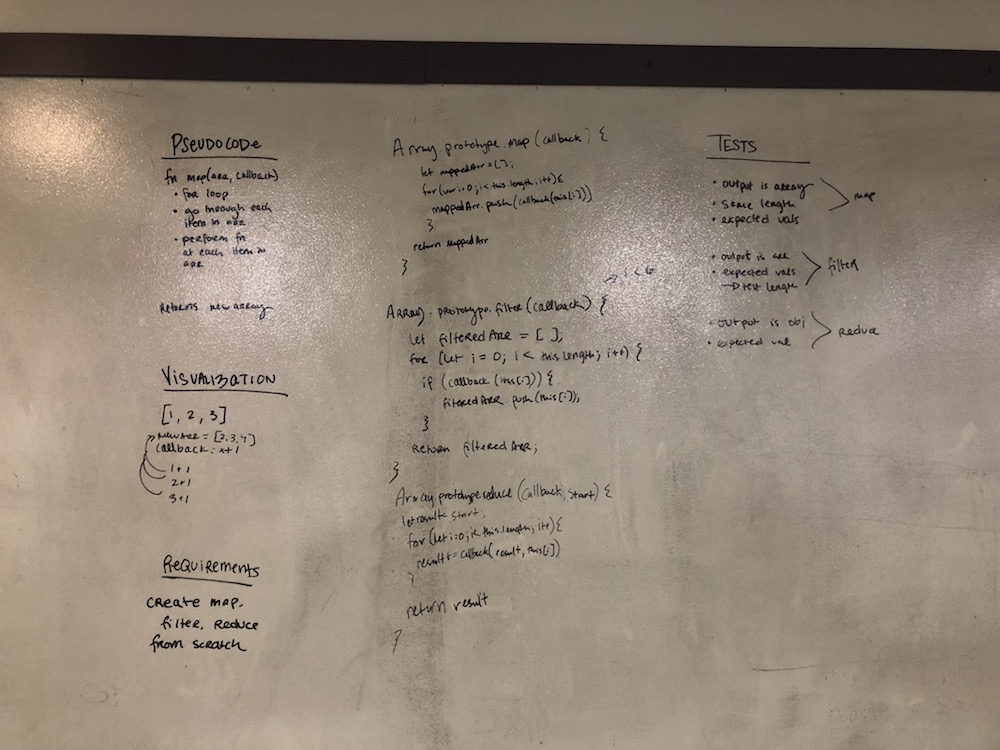 PSEUDOCODE
fn map(arr, callback)
• for loop
• go through each
item in arr
• perform fn
at each item in
arr
Returns new array
VISUALIZATION
[1, 2, 3]
newArr = [2,3,4]
callback: x+1
1+1
2+1
3+1
REQUIREMENTS
CREATE MAP,
filter, REDUCE
from SCRATCH
Array.prototype.map (callback) {
let mappedArr = [];
for(var i=0; i< this.length; i++){
mappedArr.push(callback(this[i]))
}
return mappedArr
}
→ i < 6
Array.prototype.filter (callback) {
let filteredARR = [ ];
for (let i = 0; i < this.length; i++) {
if (callback (this[i])) {
filteredARR.push(this[i]);
}
return filteredARR;
}
Array.prototype.reduce (callback, start) {
let result = start
for (let i=0; i< this.length; i++){
result = callback( result, this[i])
}
return result
}
TESTS
• output is array
• same length
• expected vals
map
• output is arr
• expected vals
→ test length
filter
• output is obj
• expected val
REDUCE